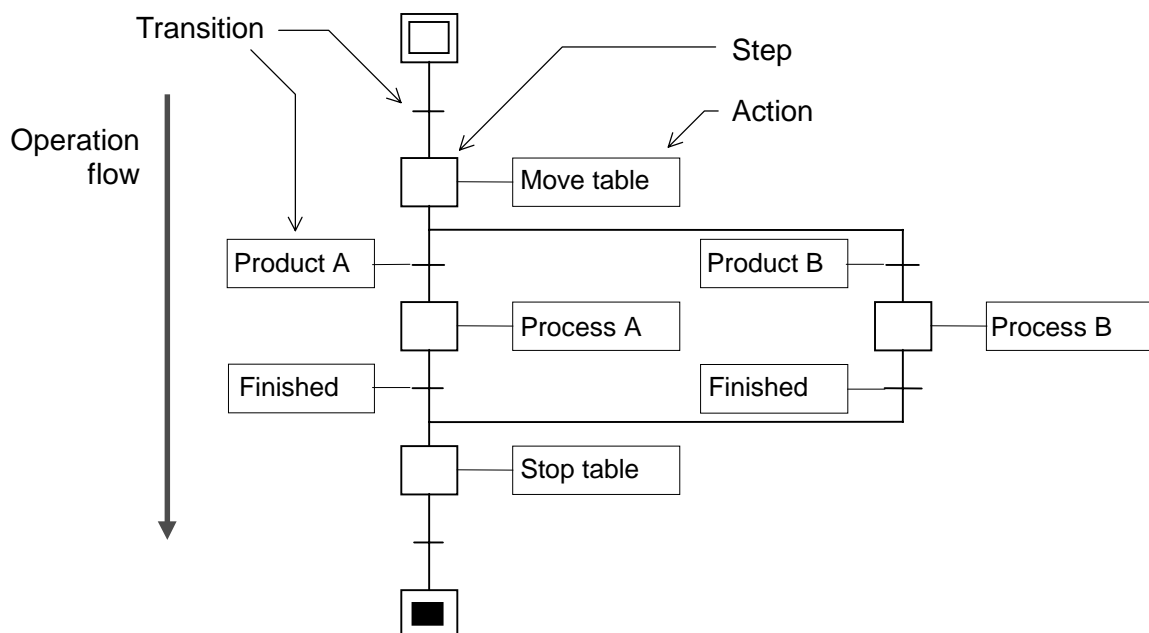 Transition
Step
Action
Operation
flow
Move table
Product A
Product B
Process A
Process B
Finished
Finished
Stop table